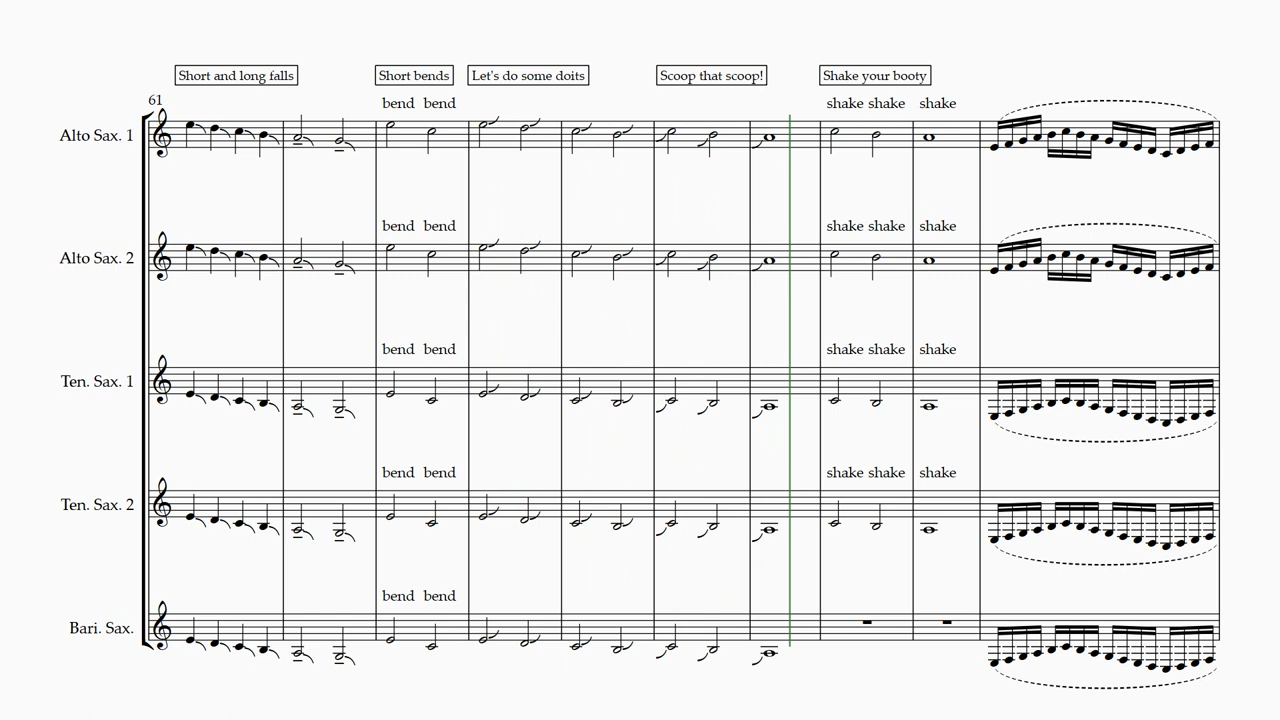 Short and long falls Short bends Let's do some doits Scoop that scoop! Shake your booty
61
bend bend shake shake shake
Alto Sax. 1
bend bend shake shake shake
Alto Sax. 2
bend bend shake shake shake
Ten. Sax. 1
bend bend shake shake shake
Ten. Sax. 2
bend bend
Bari. Sax.